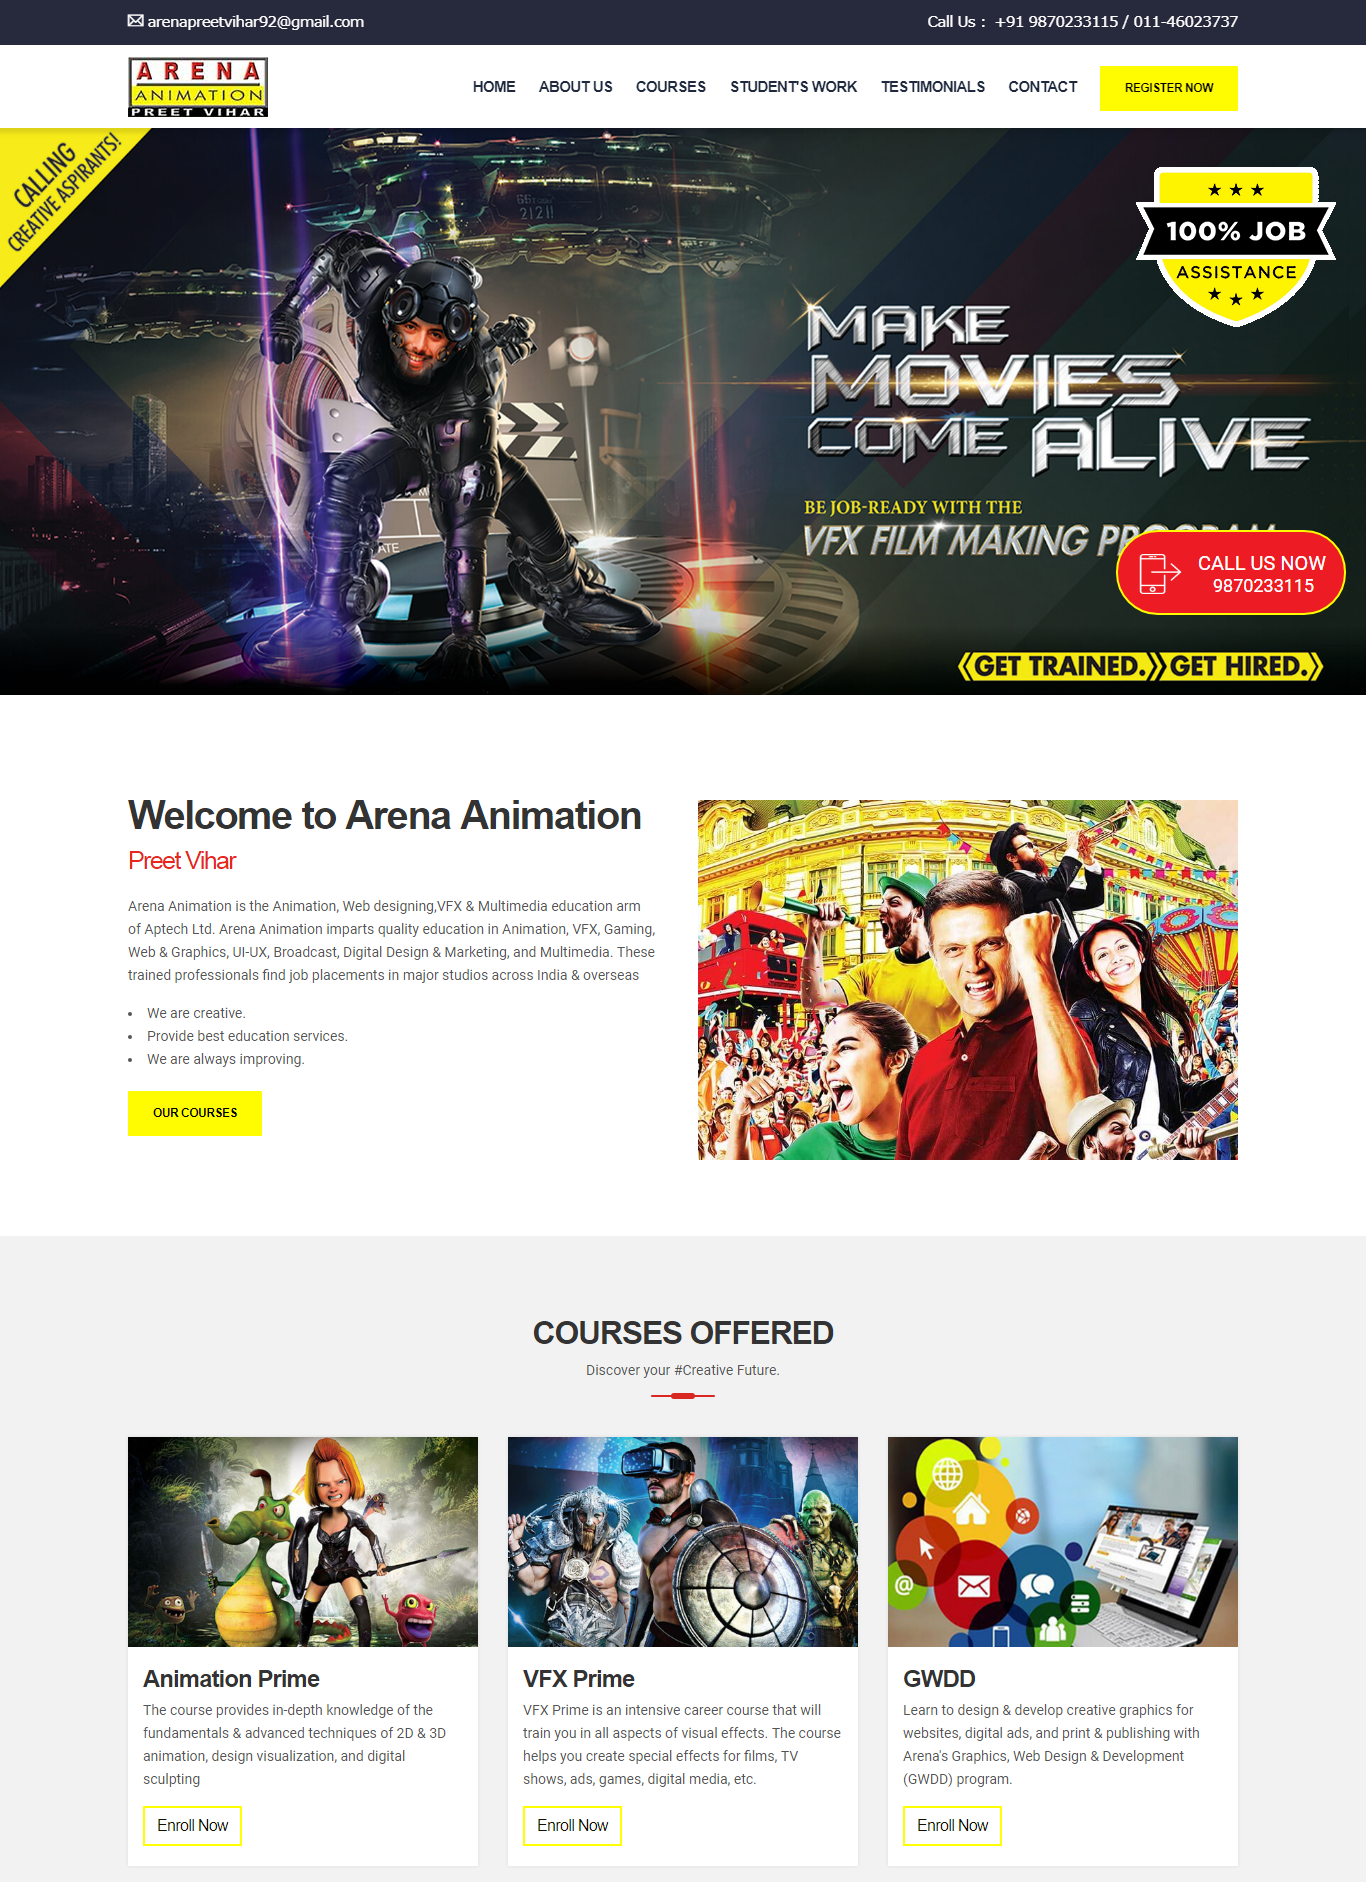 arenapreetvihar92@gmail.com
Call Us : +91 9870233115 / 011-46023737
ARENA
ANIMATION
PREET VIHAR
HOME
ABOUT US
COURSES
STUDENT'S WORK
TESTIMONIALS
CONTACT
REGISTER NOW
CALLING
CREATIVE ASPIRANTS!
100% JOB
ASSISTANCE
MAKE
MOVIES
COME ALIVE
BE JOB-READY WITH THE
VFX FILM MAKING PROGRAM
CALL US NOW
9870233115
GET TRAINED. GET HIRED.
Welcome to Arena Animation
Preet Vihar
Arena Animation is the Animation, Web designing,VFX & Multimedia education arm
of Aptech Ltd. Arena Animation imparts quality education in Animation, VFX, Gaming,
Web & Graphics, UI-UX, Broadcast, Digital Design & Marketing, and Multimedia. These
trained professionals find job placements in major studios across India & overseas
• We are creative.
• Provide best education services.
• We are always improving.
OUR COURSES
COURSES OFFERED
Discover your #Creative Future.
Animation Prime
The course provides in-depth knowledge of the
fundamentals & advanced techniques of 2D & 3D
animation, design visualization, and digital
sculpting
Enroll Now
VFX Prime
VFX Prime is an intensive career course that will
train you in all aspects of visual effects. The course
helps you create special effects for films, TV
shows, ads, games, digital media, etc.
Enroll Now
GWDD
Learn to design & develop creative graphics for
websites, digital ads, and print & publishing with
Arena's Graphics, Web Design & Development
(GWDD) program.
Enroll Now